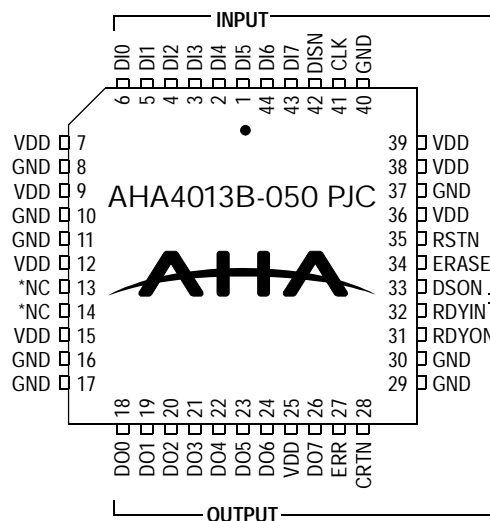 INPUT
DI0 DI1 DI2 DI3 DI4 DI5 DI6 DI7 DISN CLK GND
6 5 4 3 2 1 44 43 42 41 40
VDD 7
GND 8
VDD 9
GND 10
GND 11
VDD 12
*NC 13
*NC 14
VDD 15
GND 16
GND 17
AHA4013B-050 PJC
AHA
39 VDD
38 VDD
37 GND
36 VDD
35 RSTN
34 ERASE
33 DSON
32 RDYIN
31 RDYON
30 GND
29 GND
18 19 20 21 22 23 24 25 26 27 28
DO0 DO1 DO2 DO3 DO4 DO5 DO6 VDD DO7 ERR CRTN
OUTPUT